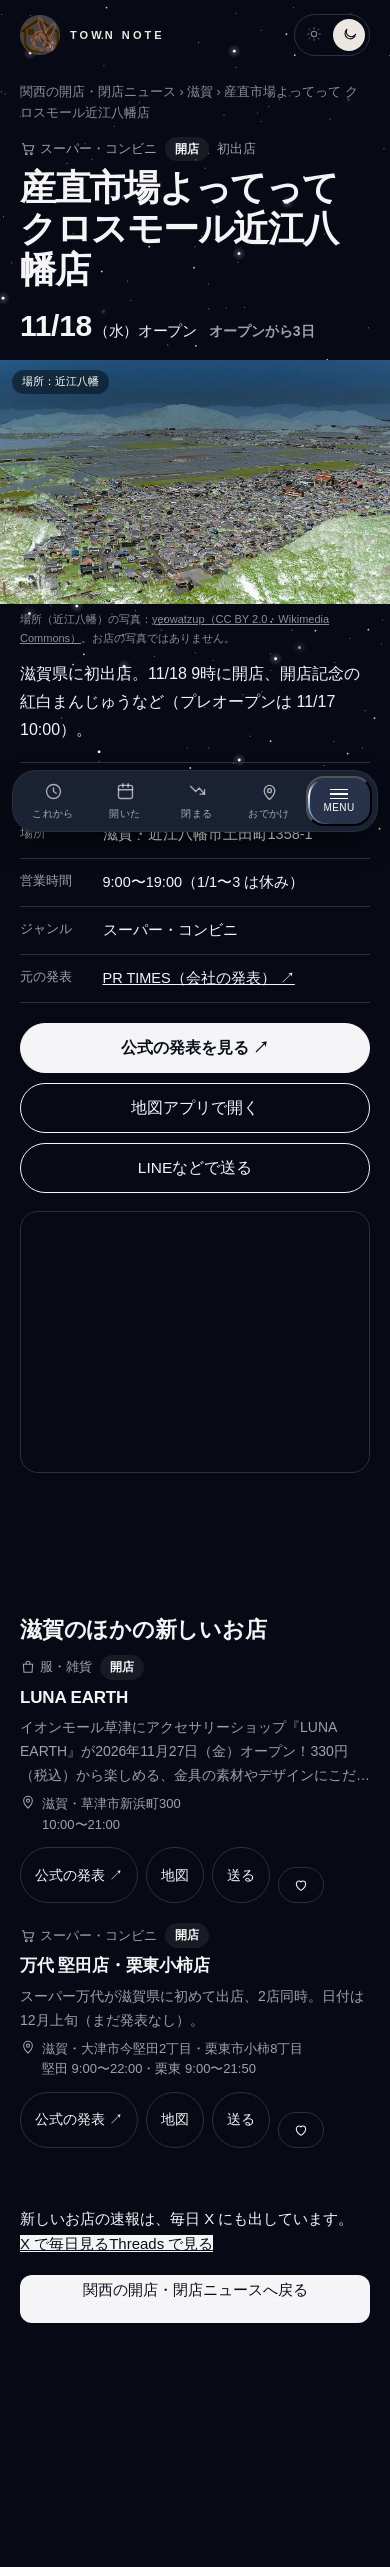 TOWN NOTE
関西の開店・閉店ニュース › 滋賀 › 産直市場よってって ク
ロスモール近江八幡店
スーパー・コンビニ 開店 初出店
産直市場よってって
クロスモール近江八
幡店
11/18（水）オープン オープンから3日
場所：近江八幡
場所（近江八幡）の写真：yeowatzup（CC BY 2.0・Wikimedia
Commons）。お店の写真ではありません。
滋賀県に初出店。11/18 9時に開店、開店記念の
紅白まんじゅうなど（プレオープンは 11/17
10:00）。
これから 開いた 閉まる おでかけ MENU
場所 滋賀・近江八幡市土田町1358-1
営業時間 9:00〜19:00（1/1〜3 は休み）
ジャンル スーパー・コンビニ
元の発表 PR TIMES（会社の発表） ↗
公式の発表を見る ↗
地図アプリで開く
LINEなどで送る
滋賀のほかの新しいお店
服・雑貨 開店
LUNA EARTH
イオンモール草津にアクセサリーショップ『LUNA
EARTH』が2026年11月27日（金）オープン！330円
（税込）から楽しめる、金具の素材やデザインにこだ…
滋賀・草津市新浜町300
10:00〜21:00
公式の発表 ↗ 地図 送る
スーパー・コンビニ 開店
万代 堅田店・栗東小柿店
スーパー万代が滋賀県に初めて出店、2店同時。日付は
12月上旬（まだ発表なし）。
滋賀・大津市今堅田2丁目・栗東市小柿8丁目
堅田 9:00〜22:00・栗東 9:00〜21:50
公式の発表 ↗ 地図 送る
新しいお店の速報は、毎日 X にも出しています。
X で毎日見るThreads で見る
関西の開店・閉店ニュースへ戻る